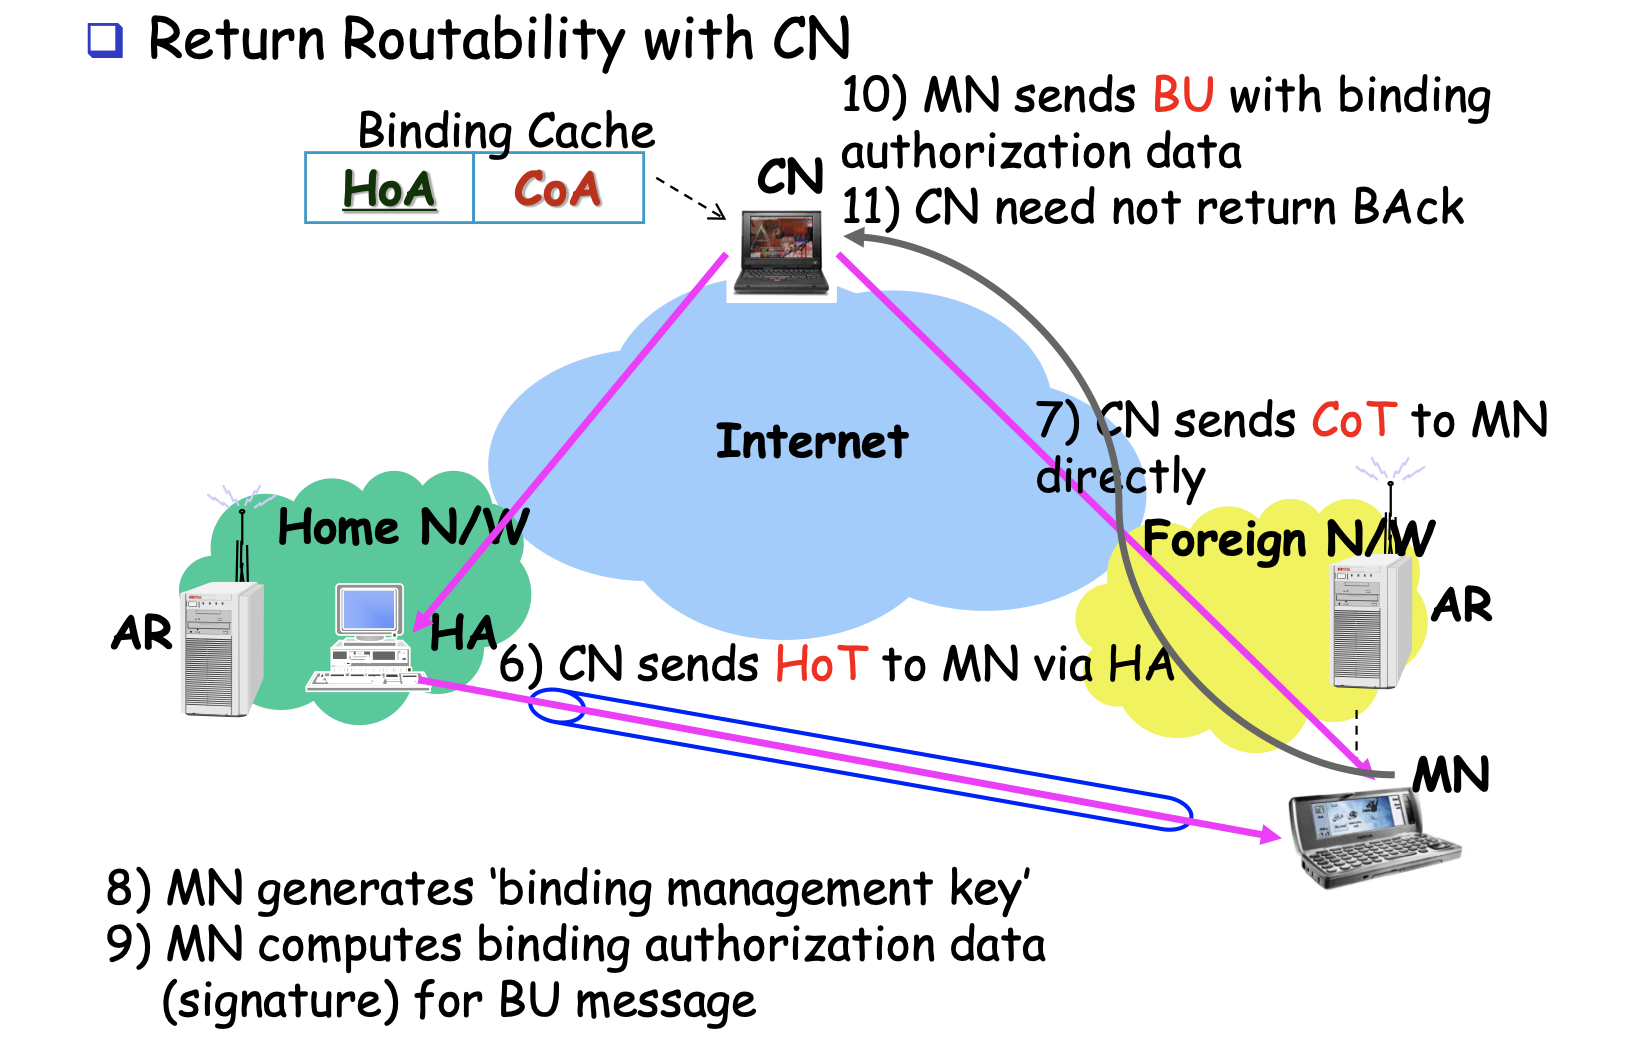 Return Routability with CN
10) MN sends BU with binding
authorization data
11) CN need not return BAck
Binding Cache
HoA
CoA
CN
Internet
7) CN sends CoT to MN
directly
Home N/W
Foreign N/W
AR
HA
AR
6) CN sends HoT to MN via HA
MN
8) MN generates ‘binding management key’
9) MN computes binding authorization data
(signature) for BU message